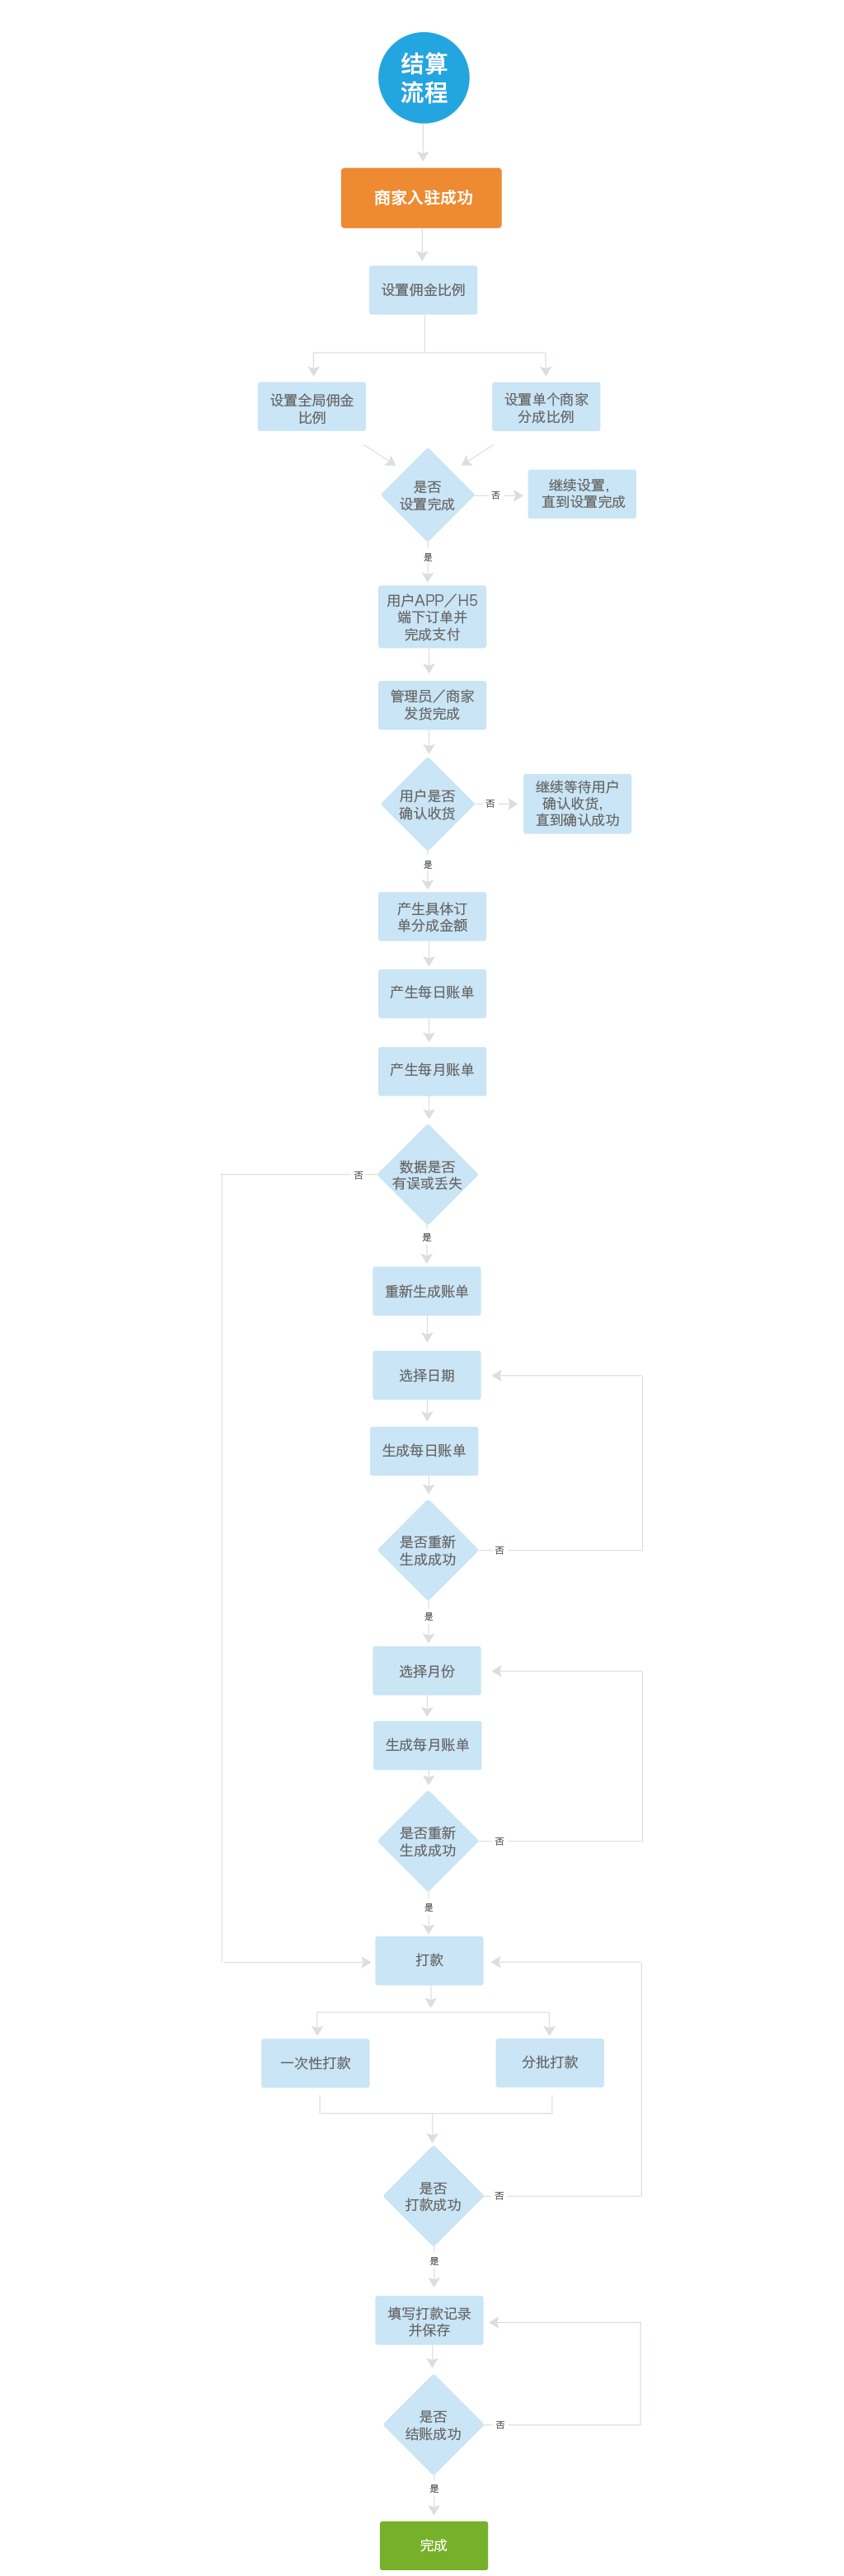 结算
流程
商家入驻成功
设置佣金比例
设置全局佣金
比例
设置单个商家
分成比例
是否
设置完成
否
继续设置,
直到设置完成
是
用户APP／H5
端下订单并
完成支付
管理员／商家
发货完成
用户是否
确认收货
否
继续等待用户
确认收货,
直到确认成功
是
产生具体订
单分成金额
产生每日账单
产生每月账单
数据是否
有误或丢失
否
是
重新生成账单
选择日期
生成每日账单
是否重新
生成成功
否
是
选择月份
生成每月账单
是否重新
生成成功
否
是
打款
一次性打款
分批打款
是否
打款成功
否
是
填写打款记录
并保存
是否
结账成功
否
是
完成